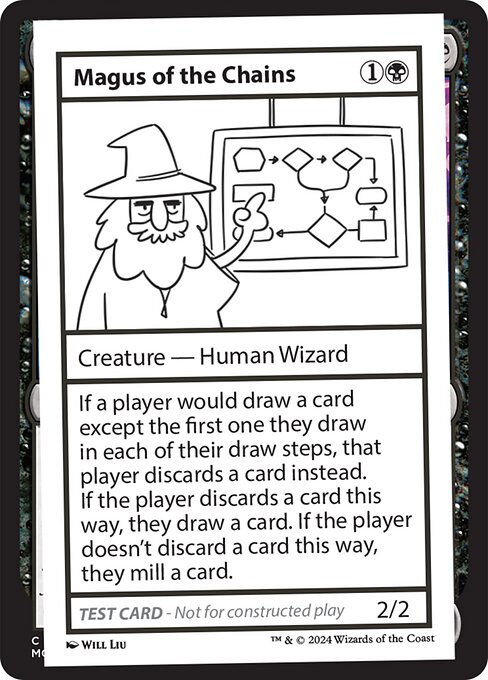 Magus of the Chains 1
Creature — Human Wizard
If a player would draw a card
except the first one they draw
in each of their draw steps, that
player discards a card instead.
If the player discards a card this
way, they draw a card. If the player
doesn't discard a card this way,
they mill a card.
TEST CARD - Not for constructed play 2/2
WILL LIU ™ & © 2024 Wizards of the Coast